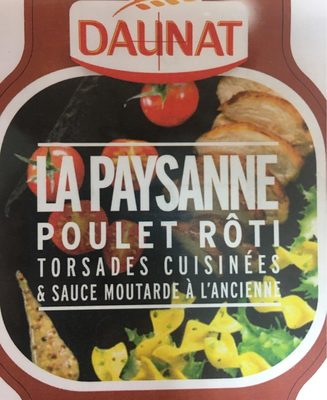 DAUNAT
LA PAYSANNE
POULET RÔTI
TORSADES CUISINÉES
& SAUCE MOUTARDE À L'ANCIENNE